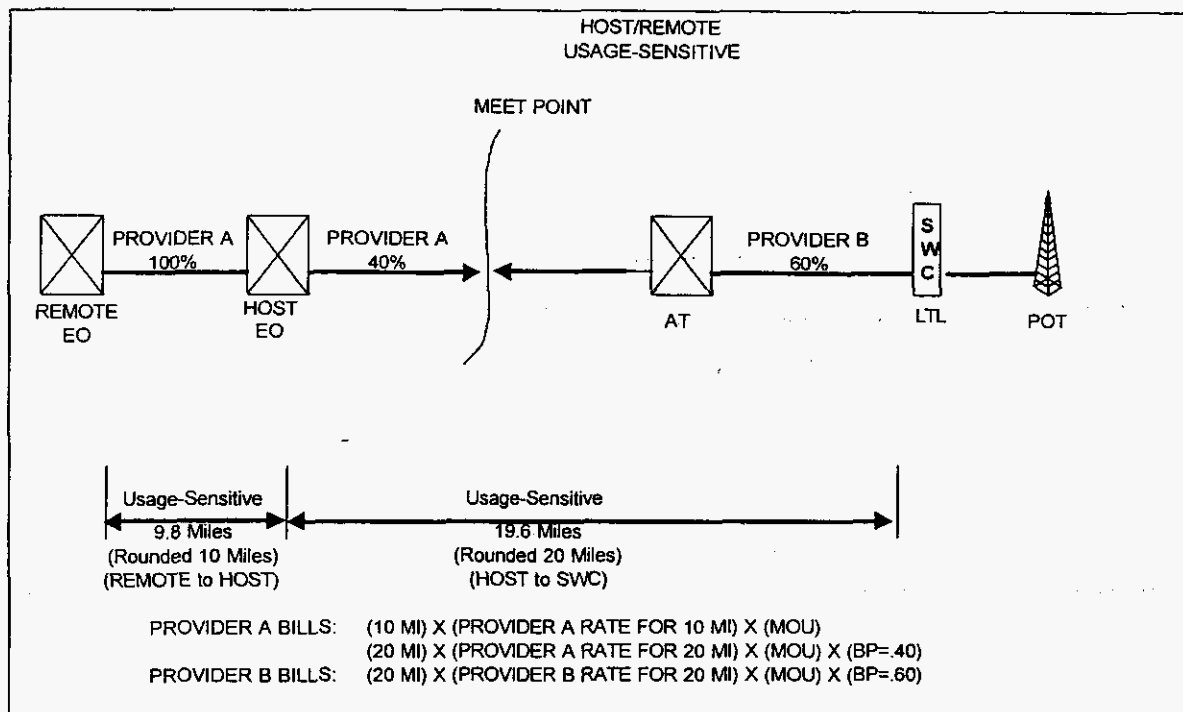 HOST/REMOTE
USAGE-SENSITIVE
MEET POINT
PROVIDER A
100%
PROVIDER A
40%
PROVIDER B
60%
S
W
C
REMOTE
EO
HOST
EO
AT
LTL
POT
Usage-Sensitive
9.8 Miles
(Rounded 10 Miles)
(REMOTE to HOST)
Usage-Sensitive
19.6 Miles
(Rounded 20 Miles)
(HOST to SWC)
PROVIDER A BILLS: (10 MI) X (PROVIDER A RATE FOR 10 MI) X (MOU)
(20 MI) X (PROVIDER A RATE FOR 20 MI) X (MOU) X (BP=.40)
PROVIDER B BILLS: (20 MI) X (PROVIDER B RATE FOR 20 MI) X (MOU) X (BP=.60)